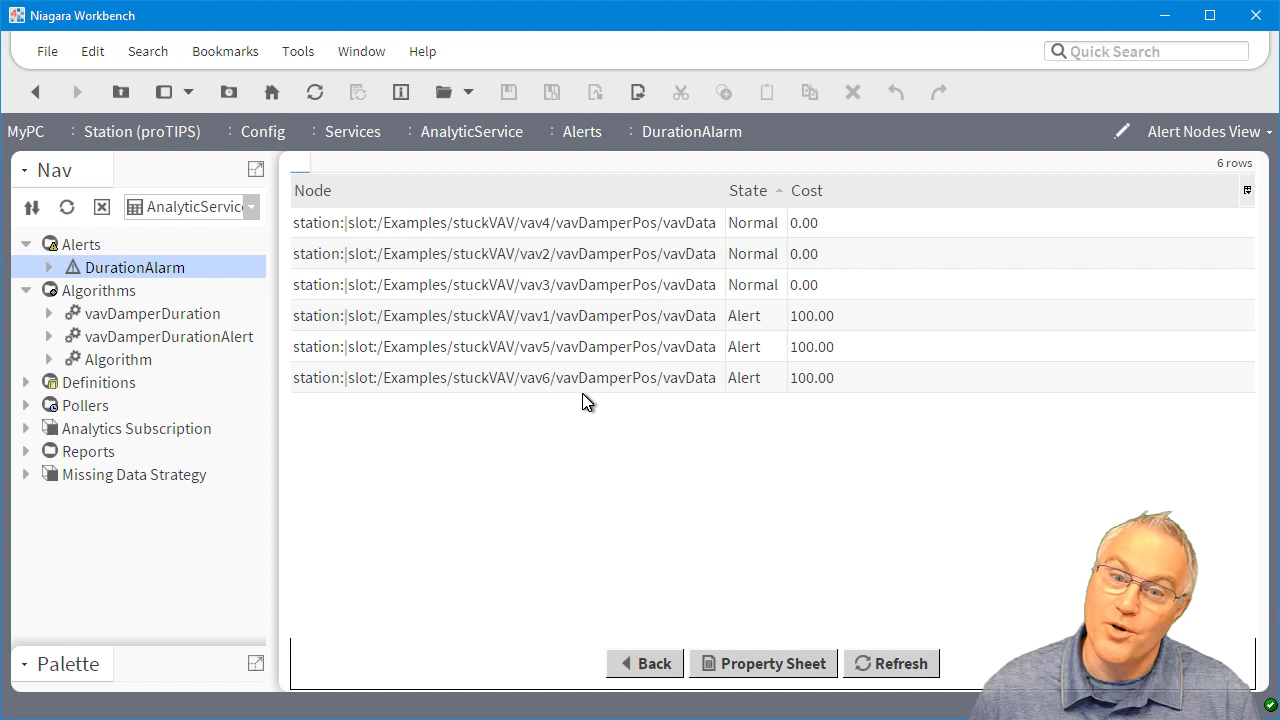 Niagara Workbench
File Edit Search Bookmarks Tools Window Help Quick Search
MyPC : Station (proTIPS) : Config : Services : AnalyticService : Alerts : DurationAlarm Alert Nodes View
Nav
6 rows
AnalyticServic
Node State Cost
station:|slot:/Examples/stuckVAV/vav4/vavDamperPos/vavData Normal 0.00
station:|slot:/Examples/stuckVAV/vav2/vavDamperPos/vavData Normal 0.00
station:|slot:/Examples/stuckVAV/vav3/vavDamperPos/vavData Normal 0.00
station:|slot:/Examples/stuckVAV/vav1/vavDamperPos/vavData Alert 100.00
station:|slot:/Examples/stuckVAV/vav5/vavDamperPos/vavData Alert 100.00
station:|slot:/Examples/stuckVAV/vav6/vavDamperPos/vavData Alert 100.00
Alerts
DurationAlarm
Algorithms
vavDamperDuration
vavDamperDurationAlert
Algorithm
Definitions
Pollers
Analytics Subscription
Reports
Missing Data Strategy
Palette
Back Property Sheet Refresh